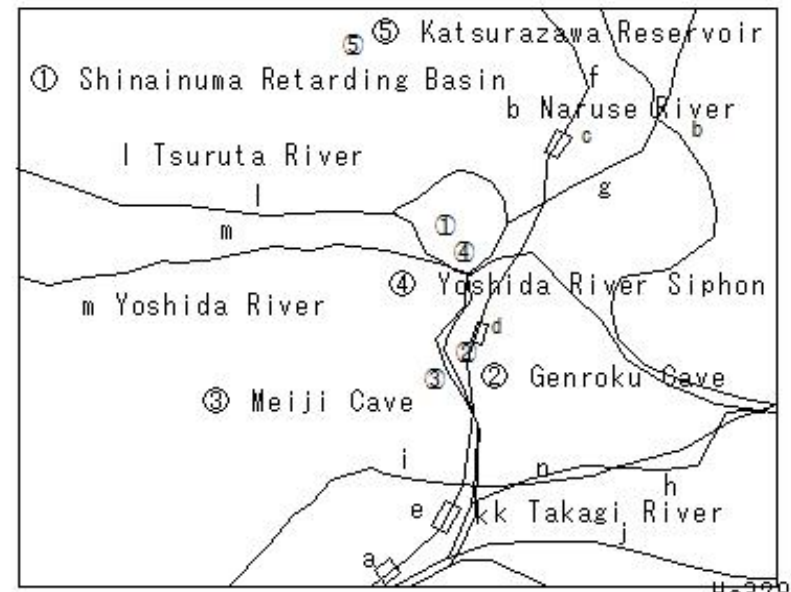 ⑤ ⑤ Katsurazawa Reservoir
① Shinainuma Retarding Basin
f
b Naruse River
c
b
l Tsuruta River
g
l
①
m
④
④ Yoshida River Siphon
m Yoshida River
d
②
③
② Genroku Cave
③ Meiji Cave
i
n
h
e
kk Takagi River
j
a